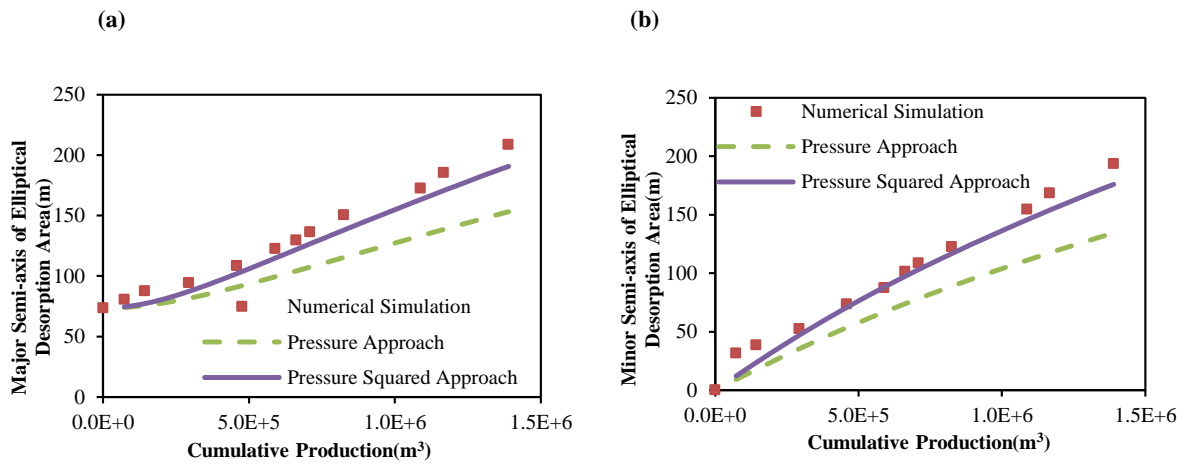 (a)
Major Semi-axis of Elliptical
Desorption Area(m)
250
200
150
100
50
0
0.0E+0
5.0E+5
1.0E+6
1.5E+6
Cumulative Production(m³)
Numerical Simulation
Pressure Approach
Pressure Squared Approach
(b)
Minor Semi-axis of Elliptical
Desorption Area(m)
250
200
150
100
50
0
0.0E+0
5.0E+5
1.0E+6
1.5E+6
Cumulative Production(m³)
Numerical Simulation
Pressure Approach
Pressure Squared Approach